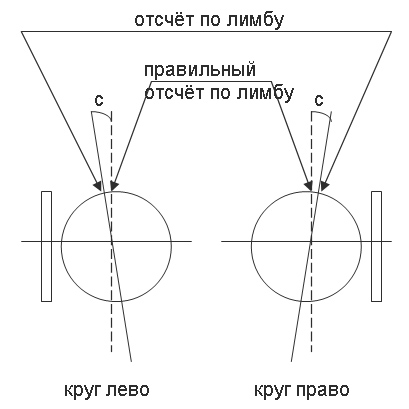 отсчёт по лимбу
правильный
отсчёт по лимбу
с
с
круг лево
круг право